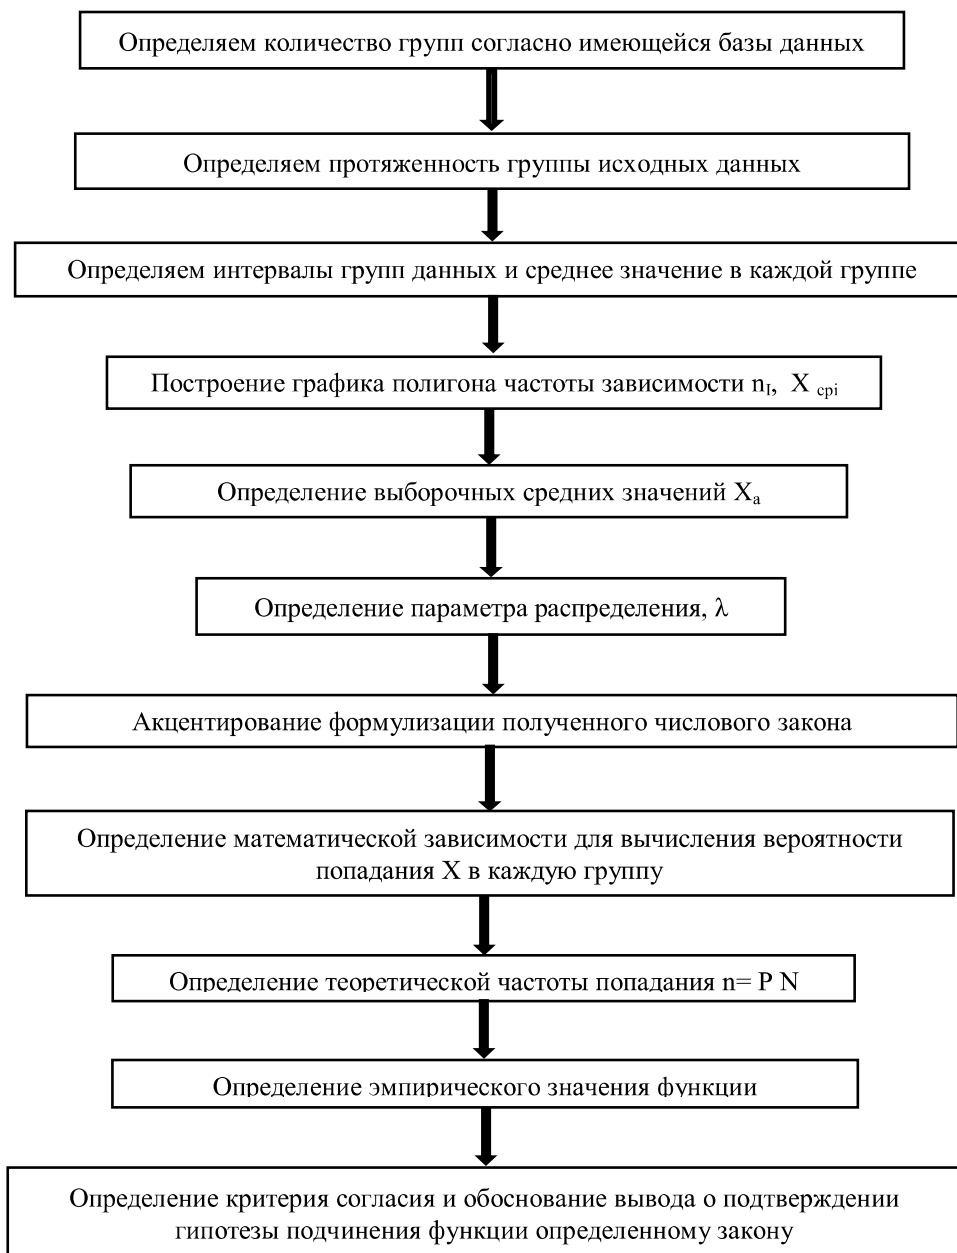 Определяем количество групп согласно имеющейся базы данных
Определяем протяженность группы исходных данных
Определяем интервалы групп данных и среднее значение в каждой группе
Построение графика полигона частоты зависимости nI, X cpi
Определение выборочных средних значений Xa
Определение параметра распределения, λ
Акцентирование формулизации полученного числового закона
Определение математической зависимости для вычисления вероятности
попадания X в каждую группу
Определение теоретической частоты попадания n= P N
Определение эмпирического значения функции
Определение критерия согласия и обоснование вывода о подтверждении
гипотезы подчинения функции определенному закону